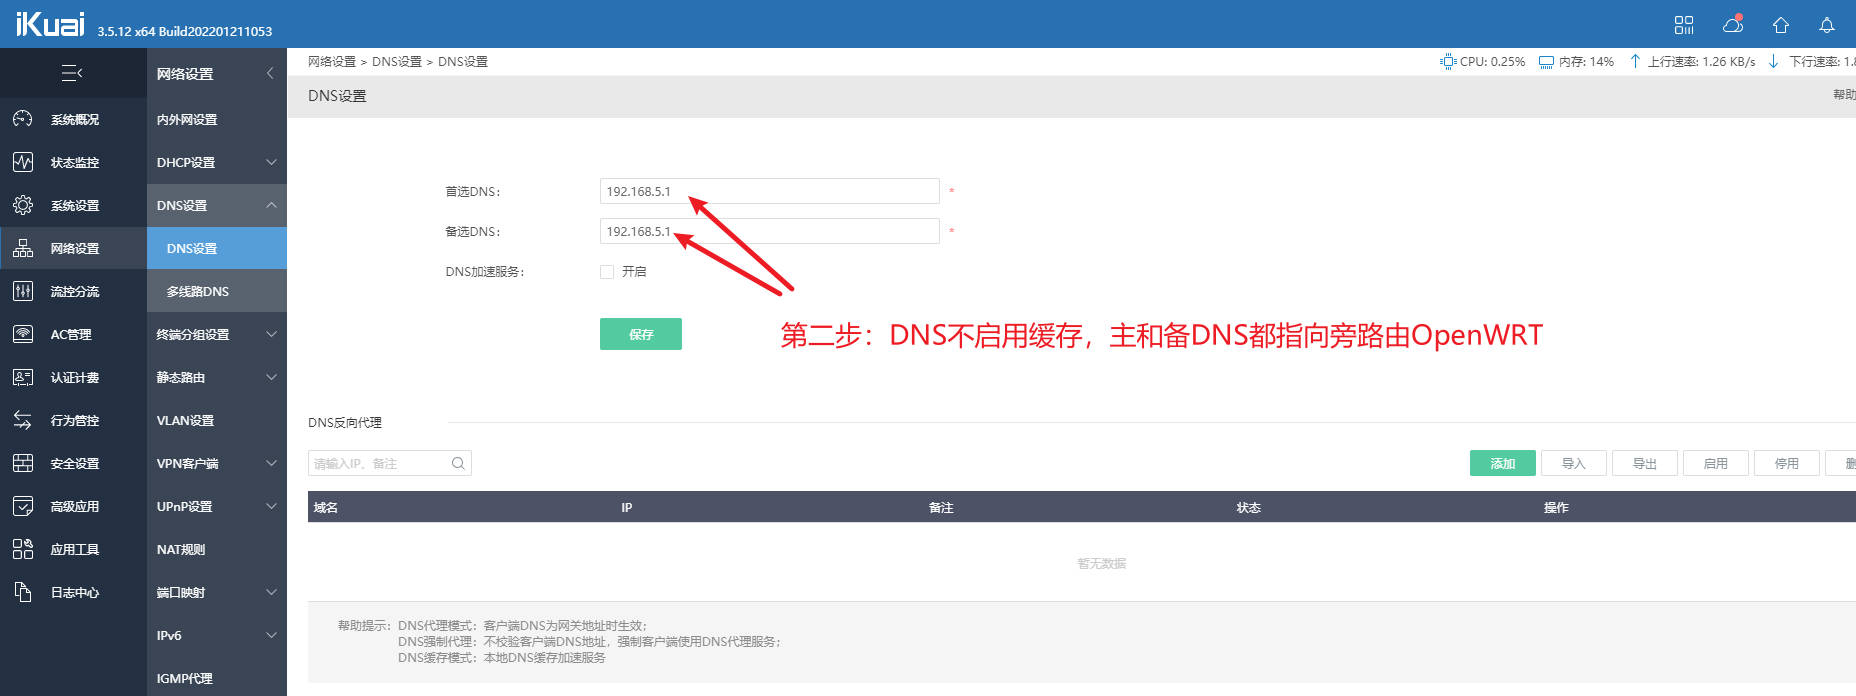 iKuai 3.5.12 x64 Build202201211053
网络设置
网络设置 > DNS设置 > DNS设置
CPU: 0.25% 内存: 14% 上行速率: 1.26 KB/s 下行速率: 1.8
DNS设置
帮助
系统概况
状态监控
系统设置
网络设置
流控分流
AC管理
认证计费
行为管控
安全设置
高级应用
应用工具
日志中心
内外网设置
DHCP设置
DNS设置
DNS设置
多线路DNS
终端分组设置
静态路由
VLAN设置
VPN客户端
UPnP设置
NAT规则
端口映射
IPv6
IGMP代理
首选DNS: 192.168.5.1 *
备选DNS: 192.168.5.1 *
DNS加速服务: 开启
保存
第二步：DNS不启用缓存，主和备DNS都指向旁路由OpenWRT
DNS反向代理
请输入IP、备注
添加 导入 导出 启用 停用 删
域名 IP 备注 状态 操作
暂无数据
帮助提示: DNS代理模式: 客户端DNS为网关地址时生效;
DNS强制代理: 不校验客户端DNS地址，强制客户端使用DNS代理服务;
DNS缓存模式: 本地DNS缓存加速服务